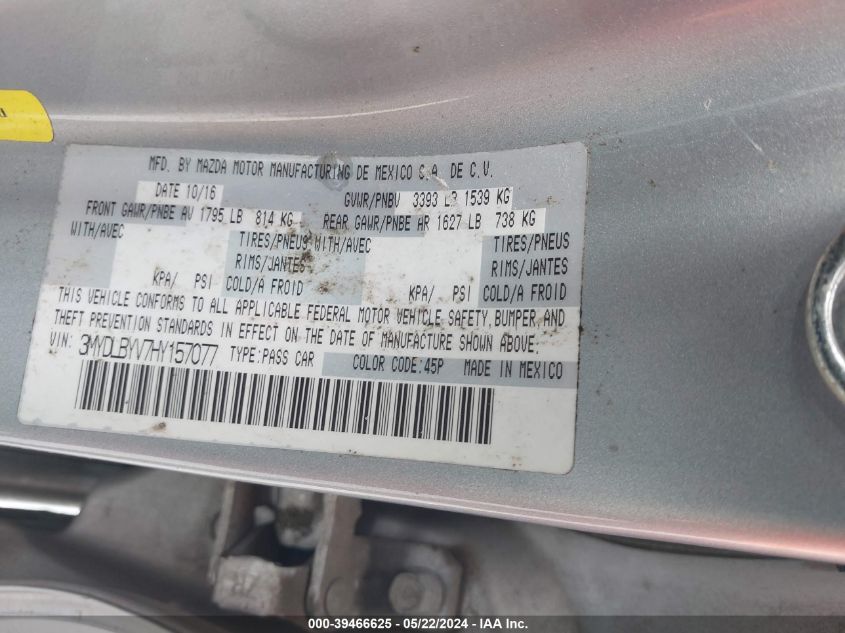 MFD. BY MAZDA MOTOR MANUFACTURING DE MEXICO S.A. DE C.V.
DATE 10/16 GVWR/PNBV 3393 LB 1539 KG
FRONT GAWR/PNBE AV 1795 LB 814 KG REAR GAWR/PNBE AR 1627 LB 738 KG
WITH/AVEC TIRES/PNEUS WITH/AVEC TIRES/PNEUS
RIMS/JANTES RIMS/JANTES
KPA/ PSI COLD/A FROID KPA/ PSI COLD/A FROID
THIS VEHICLE CONFORMS TO ALL APPLICABLE FEDERAL MOTOR VEHICLE SAFETY, BUMPER, AND
THEFT PREVENTION STANDARDS IN EFFECT ON THE DATE OF MANUFACTURE SHOWN ABOVE.
VIN: 3MYDLBYV7HY157077 TYPE:PASS CAR COLOR CODE:45P MADE IN MEXICO
000-39466625 - 05/22/2024 - IAA Inc.